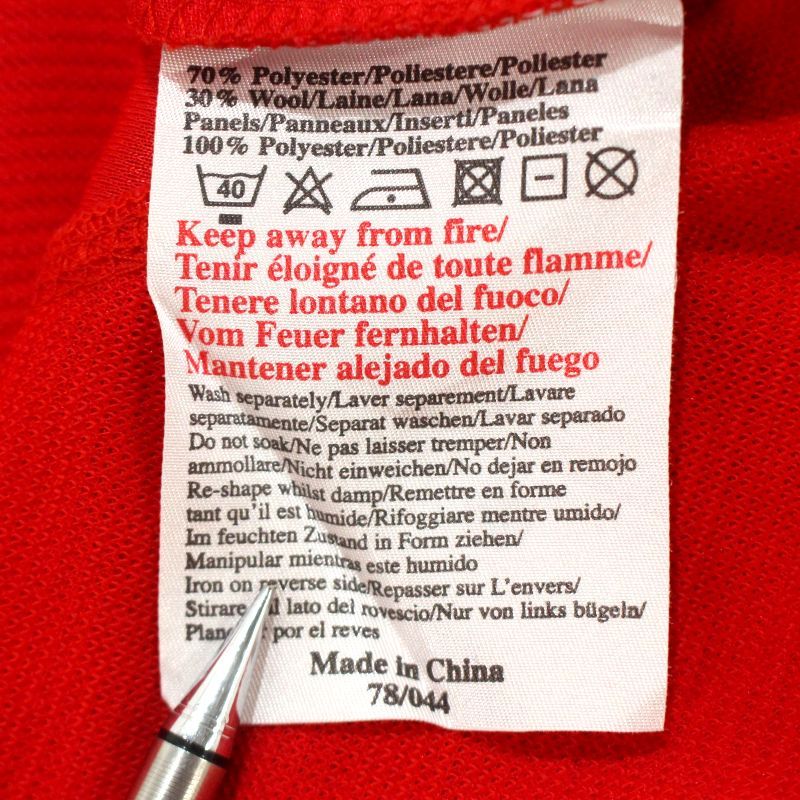 70% Polyester/Poliestere/Poliester
30% Wool/Laine/Lana/Wolle/Lana
Panels/Panneaux/Inserti/Paneles
100% Polyester/Poliestere/Poliester
40
Keep away from fire/
Tenir éloigné de toute flamme/
Tenere lontano del fuoco/
Vom Feuer fernhalten/
Mantener alejado del fuego
Wash separately/Laver separement/Lavare
separatamente/Separat waschen/Lavar separado
Do not soak/Ne pas laisser tremper/Non
ammollare/Nicht einweichen/No dejar en remojo
Re-shape whilst damp/Remettre en forme
tant qu'il est humide/Rifoggiare mentre umido/
Im feuchten Zustand in Form ziehen/
Manipular mientras este humido
Iron on reverse side/Repasser sur L'envers/
Stirare lato del rovescio/Nur von links bügeln/
por el reves
Made in China
78/044